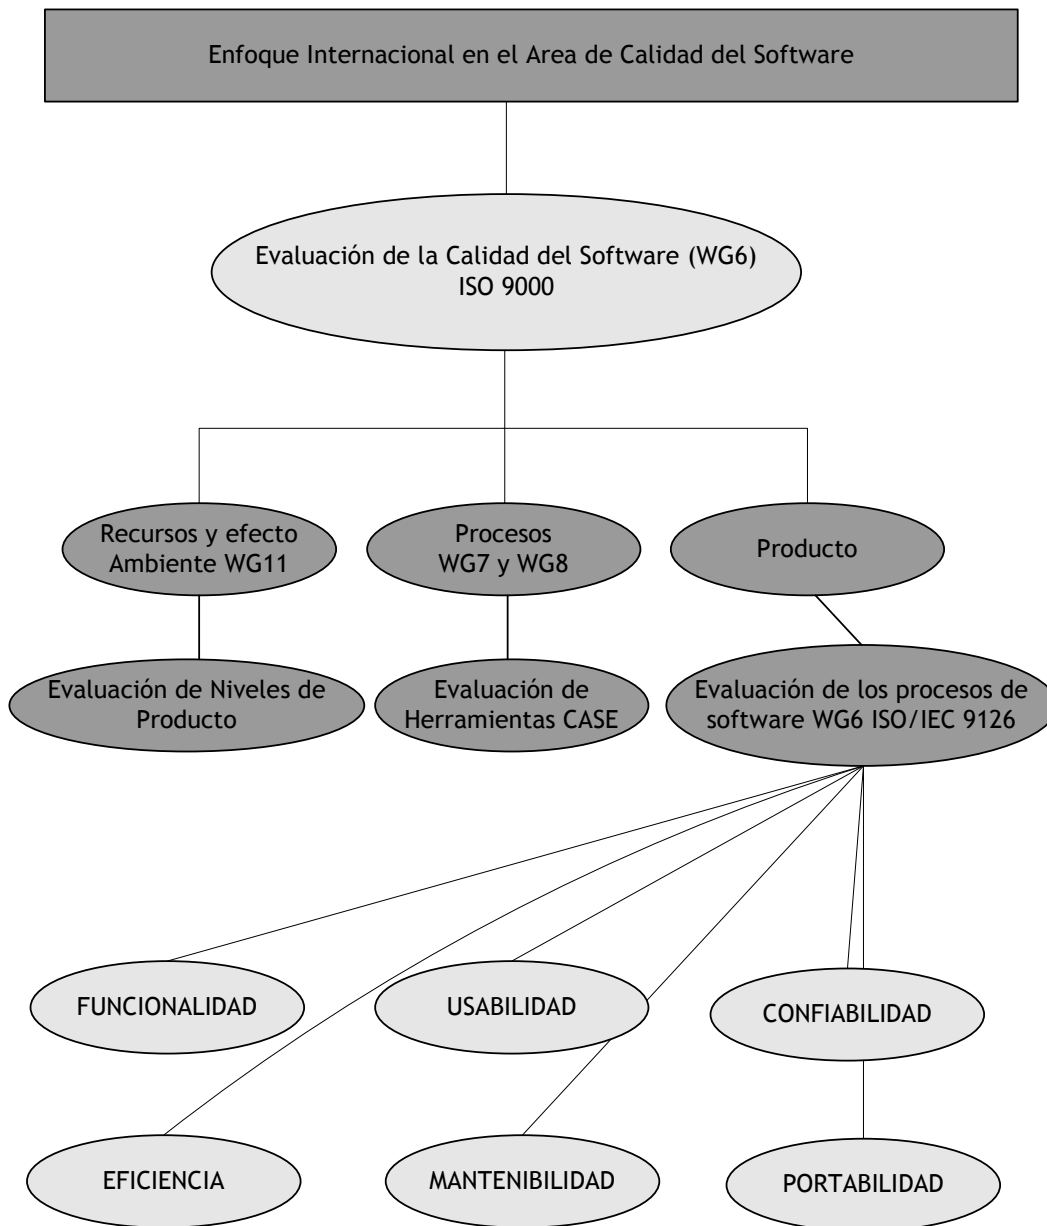 Enfoque Internacional en el Area de Calidad del Software
Evaluación de la Calidad del Software (WG6)
ISO 9000
Recursos y efecto
Ambiente WG11
Procesos
WG7 y WG8
Producto
Evaluación de Niveles de
Producto
Evaluación de
Herramientas CASE
Evaluación de los procesos de
software WG6 ISO/IEC 9126
FUNCIONALIDAD
USABILIDAD
CONFIABILIDAD
EFICIENCIA
MANTENIBILIDAD
PORTABILIDAD